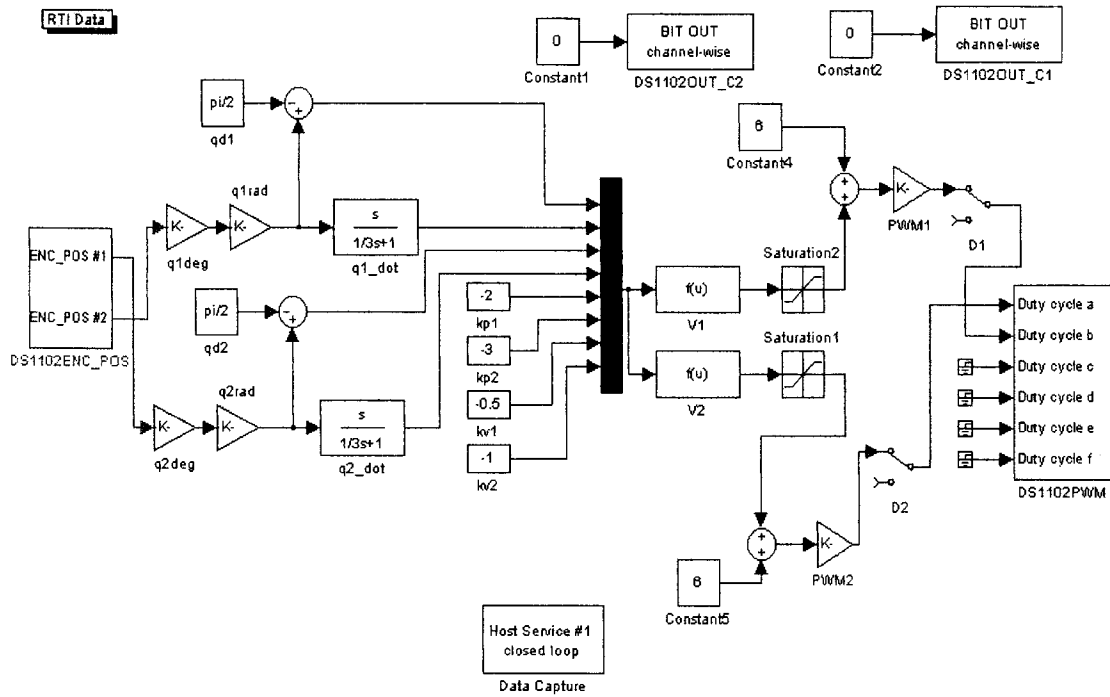 RTI Data
0
Constant1
BIT OUT
channel-wise
DS1102OUT_C2
0
Constant2
BIT OUT
channel-wise
DS1102OUT_C1
pi/2
qd1
-
+
6
Constant4
+
+
K-
PWM1
D1
q1rad
K-
q1deg
K-
s
1/3s+1
q1_dot
ENC_POS #1
ENC_POS #2
DS1102ENC_POS
pi/2
qd2
-
+
-2
kp1
-3
kp2
-0.5
kv1
-1
kv2
f(u)
V1
Saturation2
f(u)
V2
Saturation1
Duty cycle a
Duty cycle b
Duty cycle c
Duty cycle d
Duty cycle e
Duty cycle f
DS1102PWM
q2rad
K-
q2deg
K-
s
1/3s+1
q2_dot
D2
+
+
K-
PWM2
6
Constant5
Host Service #1
closed loop
Data Capture